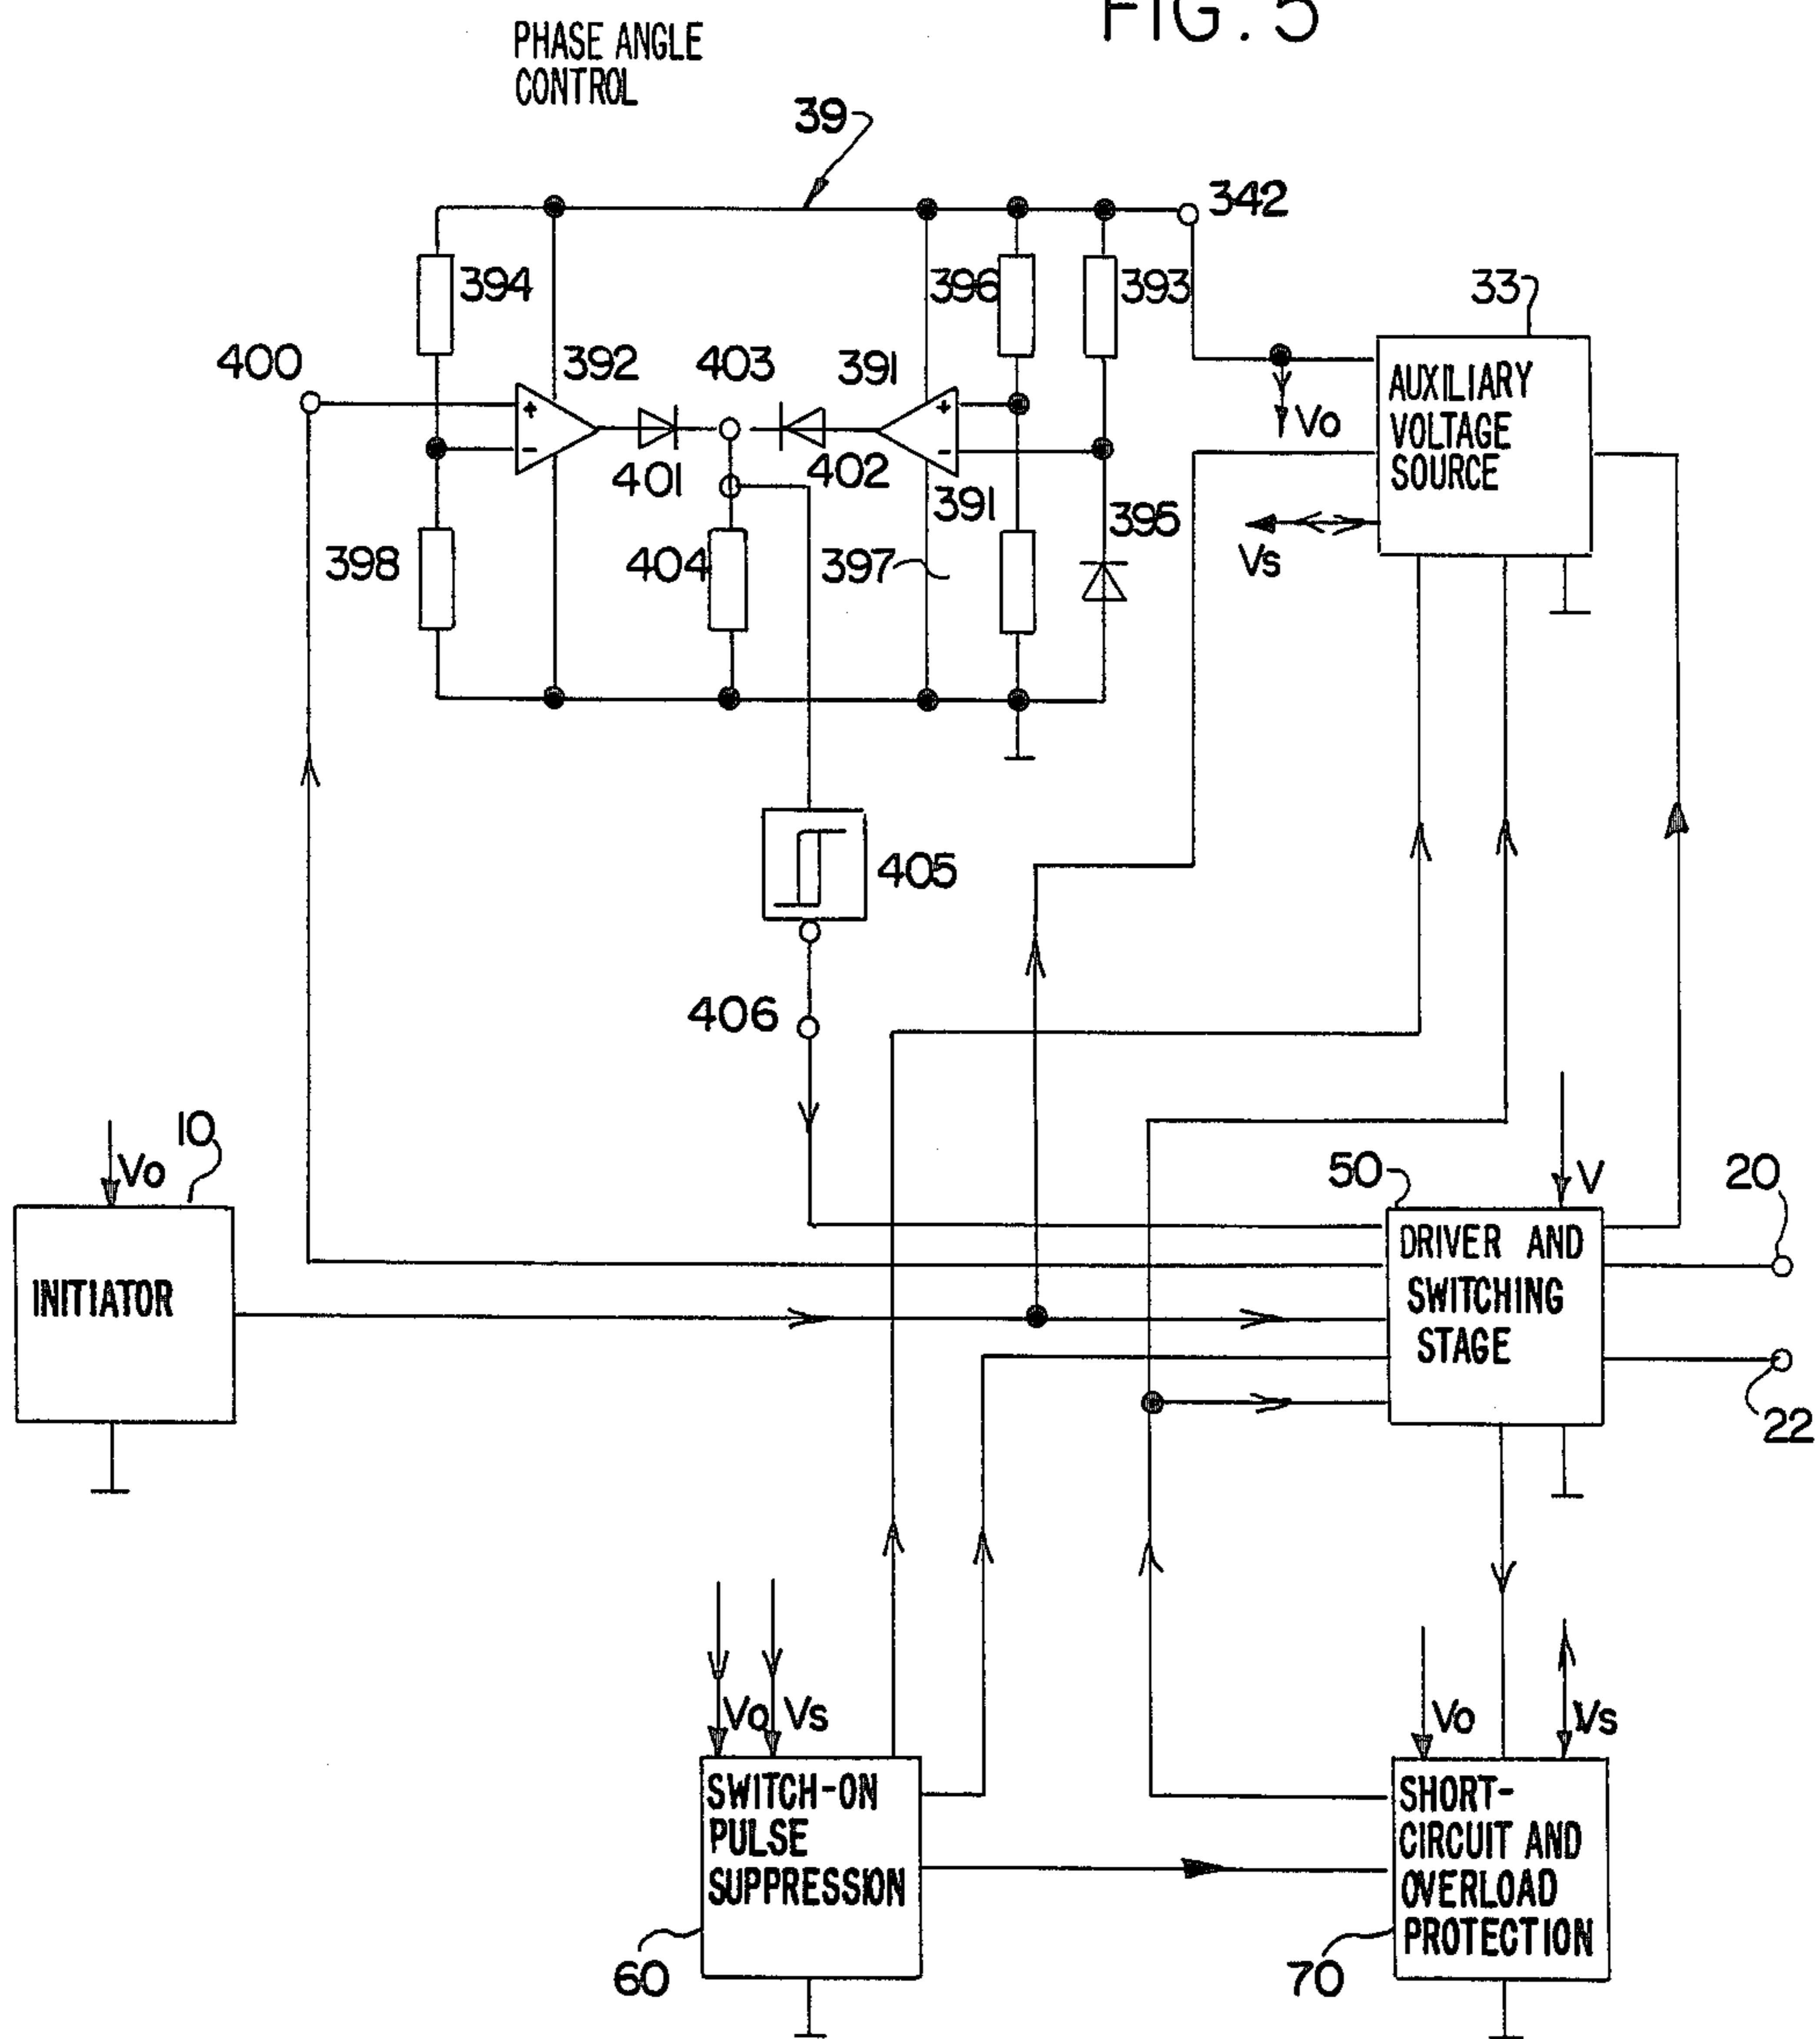 FIG. 5
PHASE ANGLE
CONTROL
39
342
394
396
393
33
400
392
403
391
AUXILIARY
VOLTAGE
SOURCE
Vo
401
402
391
395
398
404
397
Vs
405
406
10
Vo
50
V
20
INITIATOR
DRIVER AND
SWITCHING
STAGE
22
Vo
Vs
Vo
Vs
SWITCH-ON
PULSE
SUPPRESSION
SHORT-
CIRCUIT AND
OVERLOAD
PROTECTION
60
70
+
-
+
-